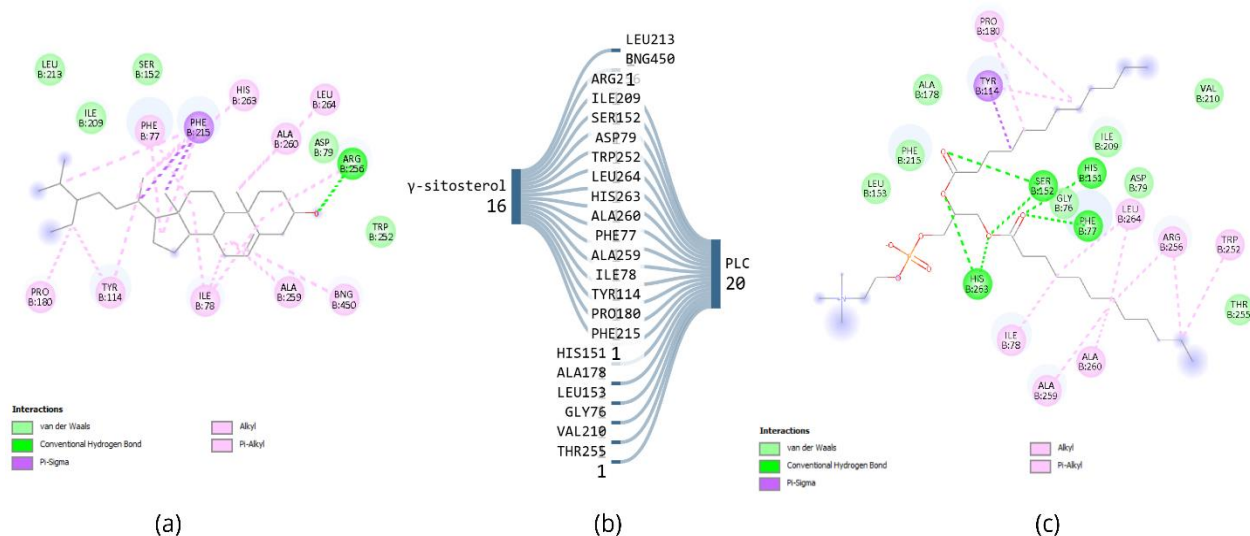 LEU
B:213
SER
B:152
HIS
B:263
LEU
B:264
ILE
B:209
PHE
B:77
PHE
B:215
ALA
B:260
ASP
B:79
ARG
B:256
TRP
B:252
PRO
B:180
TYR
B:114
ILE
B:78
ALA
B:259
BNG
B:450
Interactions
van der Waals
Conventional Hydrogen Bond
Pi-Sigma
Alkyl
Pi-Alkyl
(a)
γ-sitosterol
16
LEU213
BNG450
1
ILE209
SER152
ASP79
TRP252
LEU264
HIS263
ALA260
PHE77
ALA259
ILE78
TYR114
PRO180
PHE215
HIS151
1
ALA178
LEU153
GLY76
VAL210
THR255
1
PLC
20
(b)
PRO
B:180
ALA
B:178
TYR
B:114
VAL
B:210
PHE
B:215
ILE
B:209
LEU
B:153
SER
B:152
HIS
B:151
ASP
B:79
GLY
B:76
LEU
B:264
PHE
B:77
ARG
B:256
TRP
B:252
HIS
B:263
THR
B:255
ILE
B:78
ALA
B:260
ALA
B:259
N
P
O
O
O
O
O
Interactions
van der Waals
Conventional Hydrogen Bond
Pi-Sigma
Alkyl
Pi-Alkyl
(c)